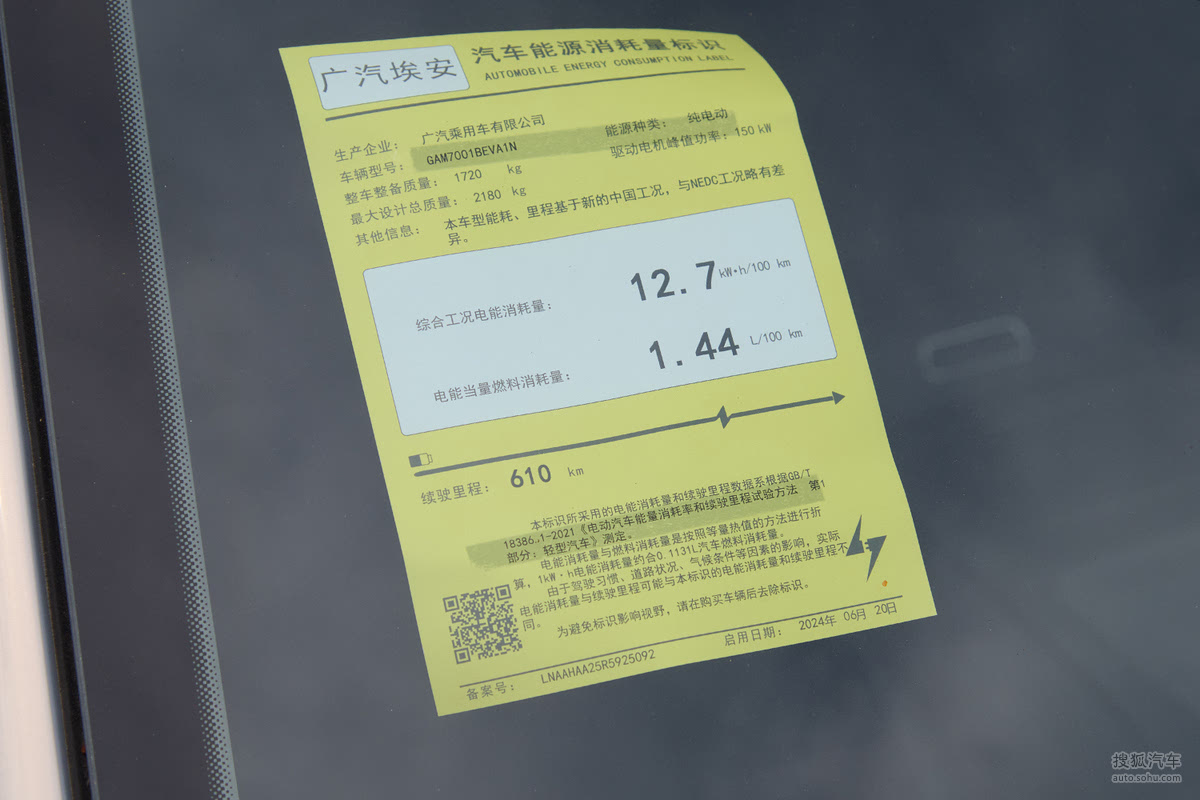 广汽埃安
汽车能源消耗量标识
AUTOMOBILE ENERGY CONSUMPTION LABEL
生产企业： 广汽乘用车有限公司
车辆型号： GAM7001BEVA1N 能源种类： 纯电动
整车整备质量： 1720 kg 驱动电机峰值功率：150 kW
最大设计总质量： 2180 kg
其他信息： 本车型能耗、里程基于新的中国工况，与NEDC工况略有差
异。
综合工况电能消耗量： 12.7 kW·h/100 km
电能当量燃料消耗量： 1.44 L/100 km
续驶里程： 610 km
本标识所采用的电能消耗量和续驶里程数据系根据GB/T
18386.1-2021《电动汽车能量消耗率和续驶里程试验方法 第1
部分：轻型汽车》测定。
电能消耗量与燃料消耗量是按照等量热值的方法进行折
算，1kW·h电能消耗量约合0.1131L汽车燃料消耗量。
由于驾驶习惯、道路状况、气候条件等因素的影响，实际
电能消耗量与续驶里程可能与本标识的电能消耗量和续驶里程不
同。
为避免标识影响视野，请在购买车辆后去除标识。
备案号： LNAAHAA25R5925092 启用日期： 2024年 06月 20日
搜狐汽车
auto.sohu.com